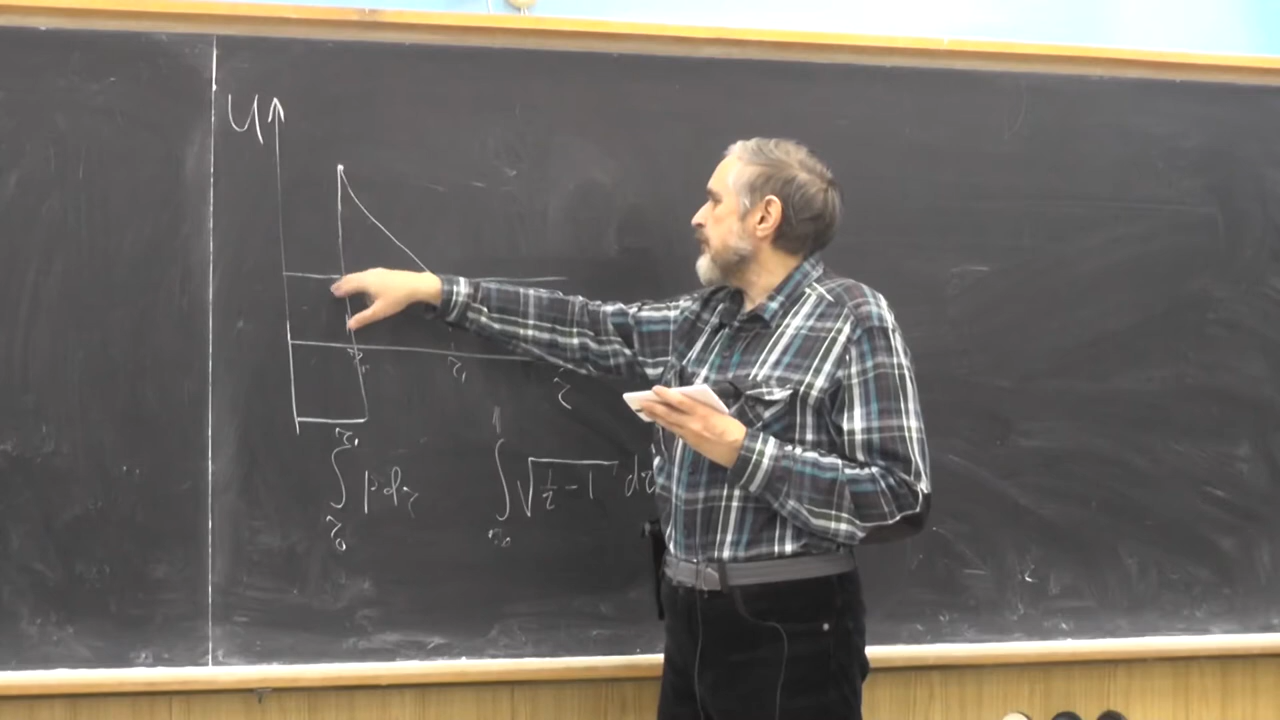 U
r₀
r₁
r
∫_{r₀}^{r₁} p dr
∫_{r₀}^{1} √(1/r − 1) dr